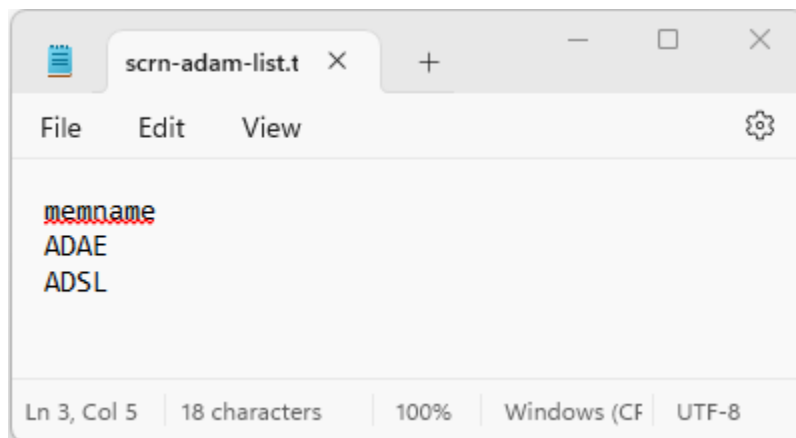 scrn-adam-list.t
File Edit View
memname
ADAE
ADSL
Ln 3, Col 5 18 characters 100% Windows (CF UTF-8